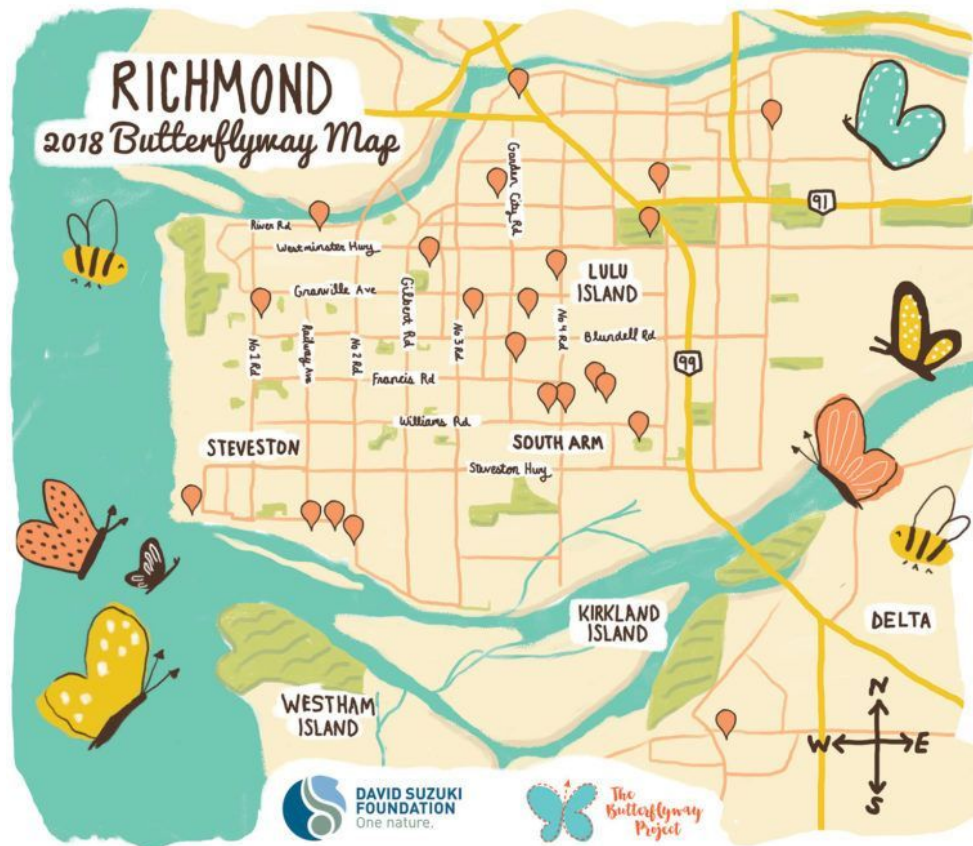 RICHMOND
2018 Butterflyway Map
Garden City Rd
91
River Rd
Westminster Hwy
LULU
ISLAND
Granville Ave
Gilbert Rd
No 1 Rd
Railway Ave
No 2 Rd
No 3 Rd
No 4 Rd
Blundell Rd
99
Francis Rd
Williams Rd
STEVESTON
SOUTH ARM
Steveston Hwy
KIRKLAND
ISLAND
DELTA
WESTHAM
ISLAND
N
W
E
S
DAVID SUZUKI
FOUNDATION
One nature.
The
Butterflyway
Project